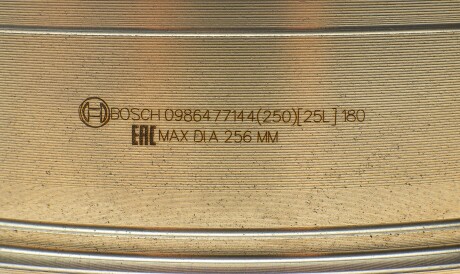 BOSCH 0986477144(250)[25L] 180
EAC MAX DIA 256 MM